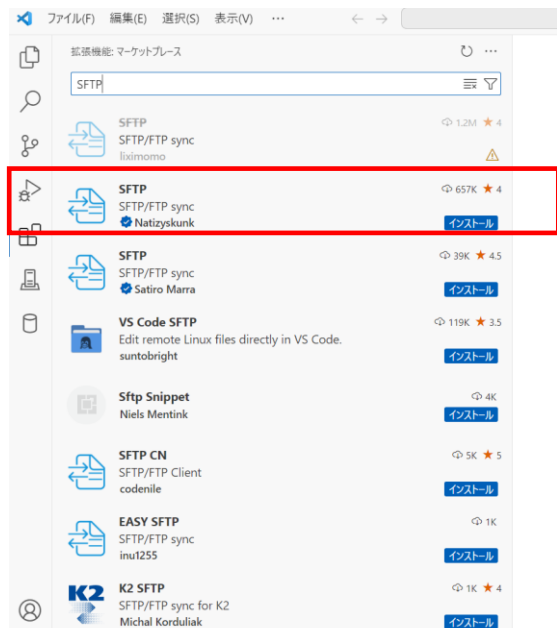 ファイル(F) 編集(E) 選択(S) 表示(V) …
拡張機能: マーケットプレース
SFTP
SFTP 1.2M ★ 4
SFTP/FTP sync
liximomo
SFTP 657K ★ 4
SFTP/FTP sync
Natizyskunk インストール
SFTP 39K ★ 4.5
SFTP/FTP sync
Satiro Marra インストール
VS Code SFTP 119K ★ 3.5
Edit remote Linux files directly in VS Code.
suntobright インストール
Sftp Snippet 4K
Niels Mentink インストール
SFTP CN 5K ★ 5
SFTP/FTP Client
codenile インストール
EASY SFTP 1K
SFTP/FTP sync
inu1255 インストール
K2 K2 SFTP 1K ★ 4
SFTP/FTP sync for K2
Michal Korduliak インストール